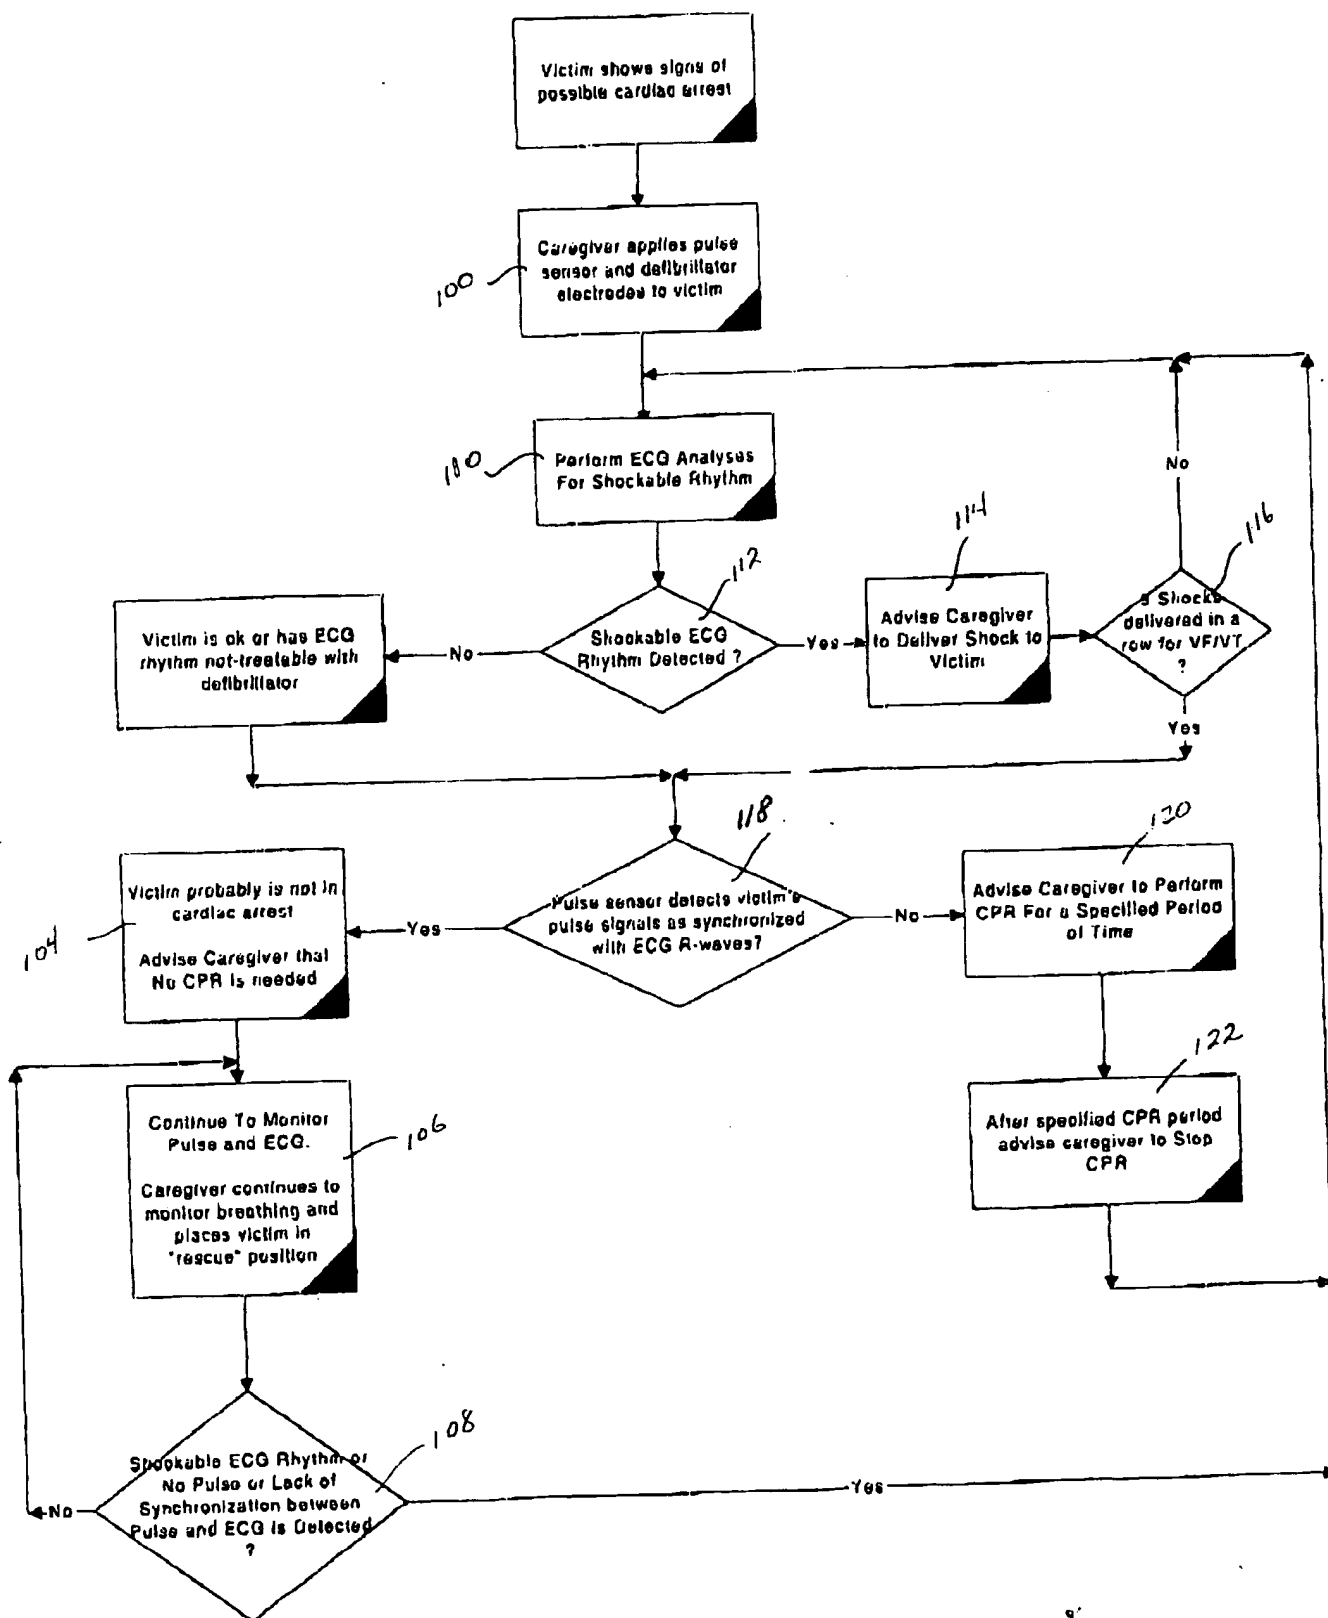 Victim shows signs of
possible cardiac arrest
Caregiver applies pulse
sensor and defibrillator
electrodes to victim
100
Perform ECG Analyses
For Shockable Rhythm
110
No
114
116
112
Victim is ok or has ECG
rhythm not-treatable with
defibrillator
No
Shockable ECG
Rhythm Detected ?
Yes
Advise Caregiver
to Deliver Shock to
Victim
Shocks
delivered in a
row for VF/VT
?
Yes
118
120
Victim probably is not in
cardiac arrest
Advise Caregiver that
No CPR is needed
104
Yes
Pulse sensor detects victim's
pulse signals as synchronized
with ECG R-waves?
No
Advise Caregiver to Perform
CPR For a Specified Period
of Time
122
Continue To Monitor
Pulse and ECG.
Caregiver continues to
monitor breathing and
places victim in
"rescue" position
106
After specified CPR period
advise caregiver to Stop
CPR
108
Shockable ECG Rhythm or
No Pulse or Lack of
Synchronization between
Pulse and ECG is Detected
?
No
Yes